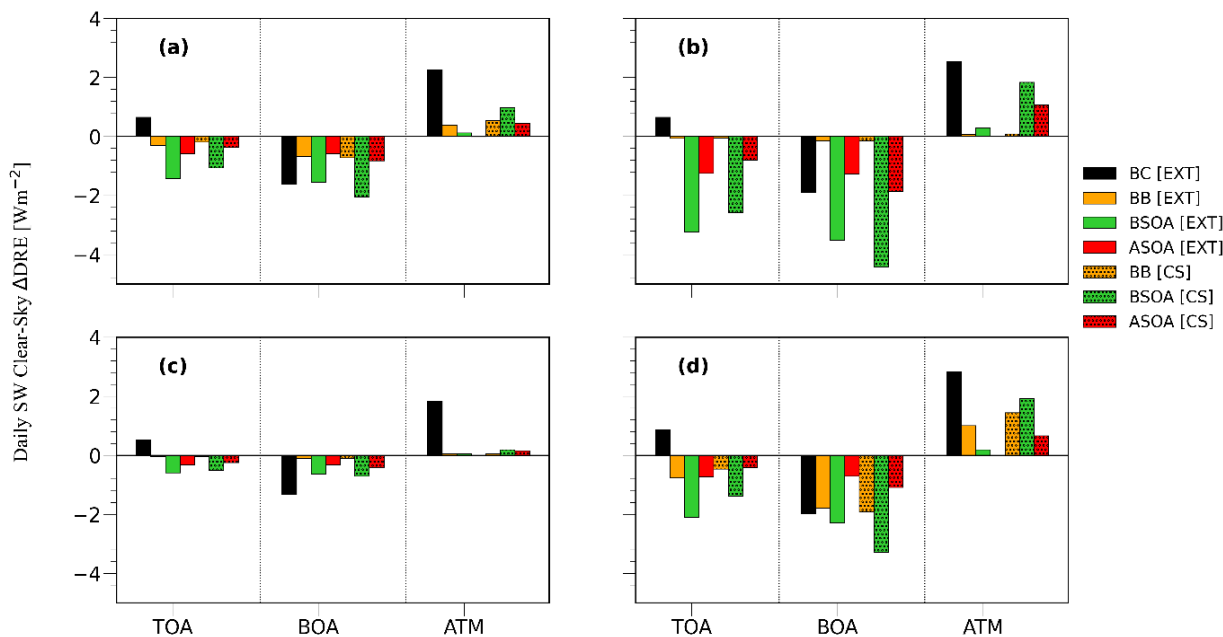 Daily SW Clear-Sky ΔDRE [Wm⁻²]
(a)
4
2
0
−2
−4
(b)
BC [EXT]
BB [EXT]
BSOA [EXT]
ASOA [EXT]
BB [CS]
BSOA [CS]
ASOA [CS]
(c)
4
2
0
−2
−4
TOA
BOA
ATM
(d)
TOA
BOA
ATM